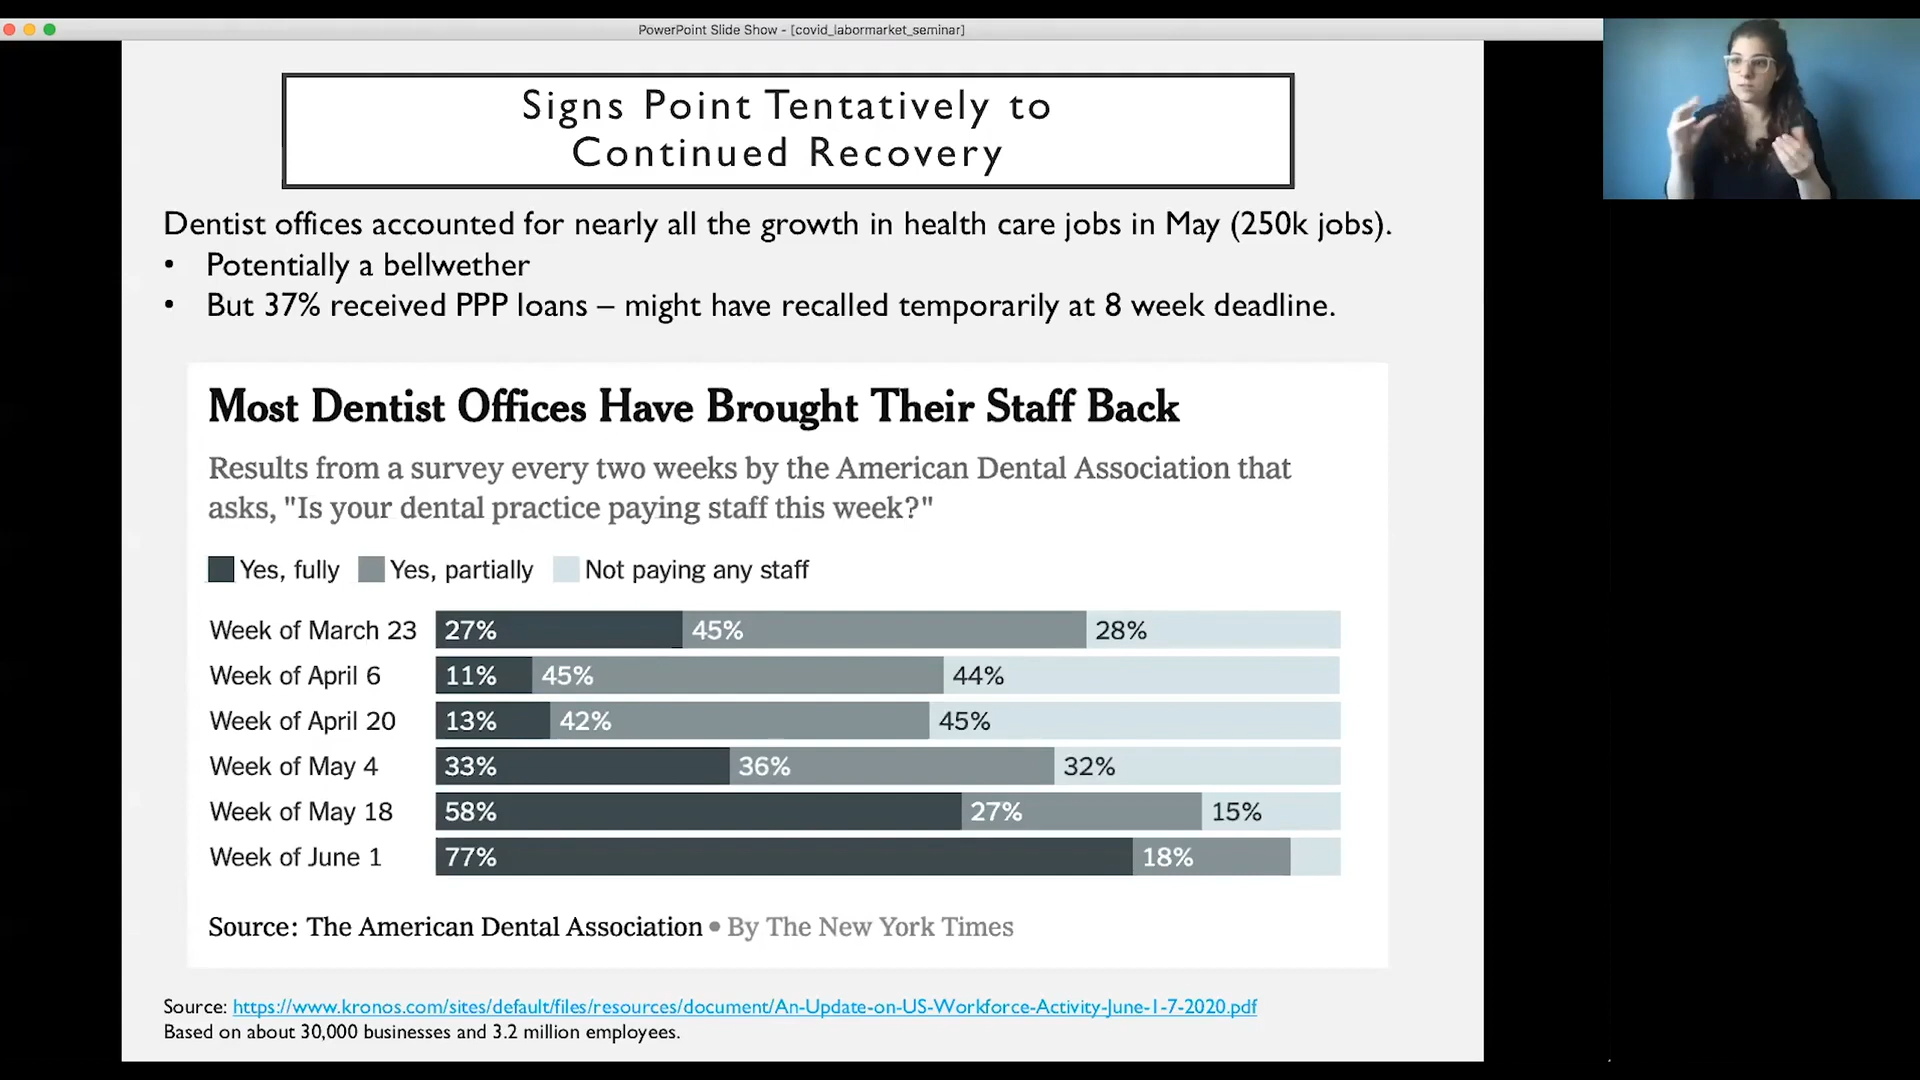 PowerPoint Slide Show - [covid_labormarket_seminar]
Signs Point Tentatively to
Continued Recovery
Dentist offices accounted for nearly all the growth in health care jobs in May (250k jobs).
• Potentially a bellwether
• But 37% received PPP loans – might have recalled temporarily at 8 week deadline.
Most Dentist Offices Have Brought Their Staff Back
Results from a survey every two weeks by the American Dental Association that
asks, "Is your dental practice paying staff this week?"
Yes, fully Yes, partially Not paying any staff
Week of March 23 27% 45% 28%
Week of April 6 11% 45% 44%
Week of April 20 13% 42% 45%
Week of May 4 33% 36% 32%
Week of May 18 58% 27% 15%
Week of June 1 77% 18%
Source: The American Dental Association • By The New York Times
Source: https://www.kronos.com/sites/default/files/resources/document/An-Update-on-US-Workforce-Activity-June-1-7-2020.pdf
Based on about 30,000 businesses and 3.2 million employees.